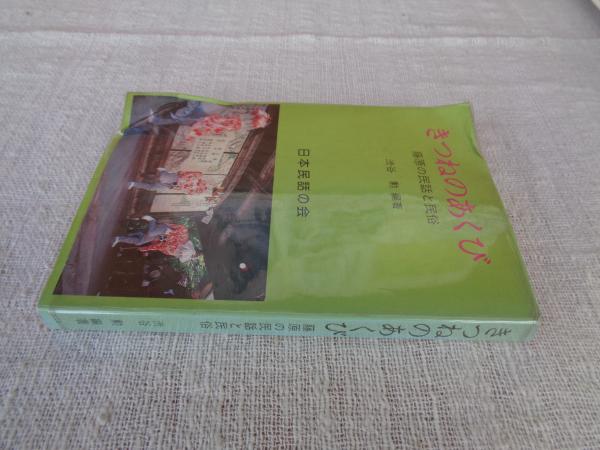 きつねのあくび
藤原の民話と民俗
渋谷 勲 編著
日本民話の会
きつねのあくび
藤原の民話と民俗
渋谷 勲 編著